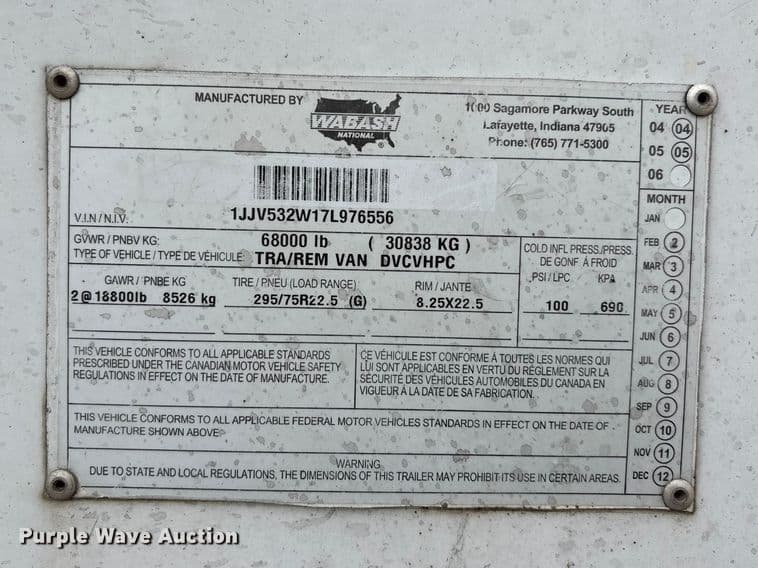 MANUFACTURED BY
WABASH
NATIONAL
1000 Sagamore Parkway South
Lafayette, Indiana 47905
Phone: (765) 771-5300
V.I.N / N.I.V.
1JJV532W17L976556
GVWR / PNBV KG: 68000 lb ( 30838 KG )
TYPE OF VEHICLE / TYPE DE VÉHICULE: TRA/REM VAN DVCVHPC
COLD INFL PRESS./PRESS.
DE GONF. À FROID
PSI / LPC KPA
GAWR / PNBE KG TIRE / PNEU (LOAD RANGE) RIM / JANTE
2@18800lb 8526 kg 295/75R22.5 (G) 8.25X22.5 100 690
THIS VEHICLE CONFORMS TO ALL APPLICABLE STANDARDS
PRESCRIBED UNDER THE CANADIAN MOTOR VEHICLE SAFETY
REGULATIONS IN EFFECT ON THE DATE OF MANUFACTURE.
CE VÉHICULE EST CONFORME À TOUTES LES NORMES QUI
LUI SONT APPLICABLES EN VERTU DU RÈGLEMENT SUR LA
SÉCURITÉ DES VÉHICULES AUTOMOBILES DU CANADA EN
VIGUEUR À LA DATE DE SA FABRICATION.
THIS VEHICLE CONFORMS TO ALL APPLICABLE FEDERAL MOTOR VEHICLES STANDARDS IN EFFECT ON THE DATE OF
MANUFACTURE SHOWN ABOVE
WARNING
DUE TO STATE AND LOCAL REGULATIONS, THE DIMENSIONS OF THIS TRAILER MAY PROHIBIT ITS USE IN CERTAIN AREAS.
YEAR
04 04
05 05
06
MONTH
JAN
FEB 2
MAR 3
APR 4
MAY 5
JUN 6
JUL 7
AUG 8
SEP 9
OCT 10
NOV 11
DEC 12
Purple Wave Auction